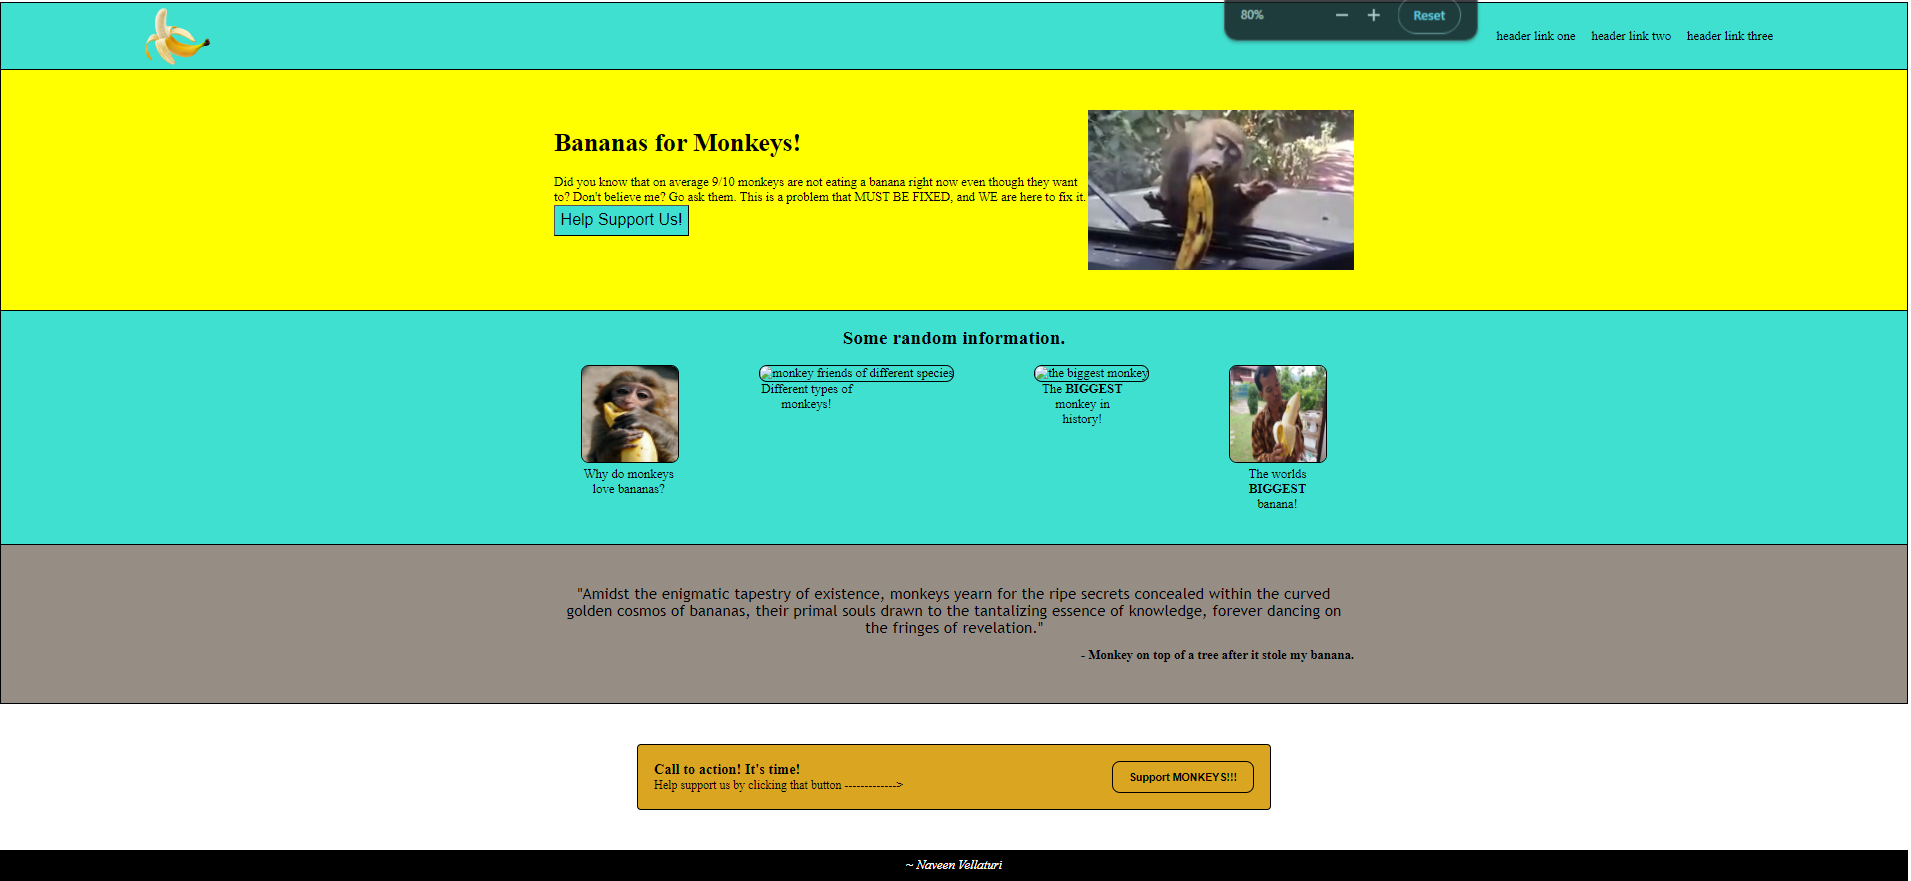 80% − + Reset
header link one header link two header link three
Bananas for Monkeys!
Did you know that on average 9/10 monkeys are not eating a banana right now even though they want
to? Don't believe me? Go ask them. This is a problem that MUST BE FIXED, and WE are here to fix it.
Help Support Us!
Some random information.
Why do monkeys
love bananas?
monkey friends of different species
Different types of
monkeys!
the biggest monkey
The BIGGEST
monkey in
history!
The worlds
BIGGEST
banana!
"Amidst the enigmatic tapestry of existence, monkeys yearn for the ripe secrets concealed within the curved
golden cosmos of bananas, their primal souls drawn to the tantalizing essence of knowledge, forever dancing on
the fringes of revelation."
- Monkey on top of a tree after it stole my banana.
Call to action! It's time!
Help support us by clicking that button ------------->
Support MONKEYS!!!
~ Naveen Vellaturi